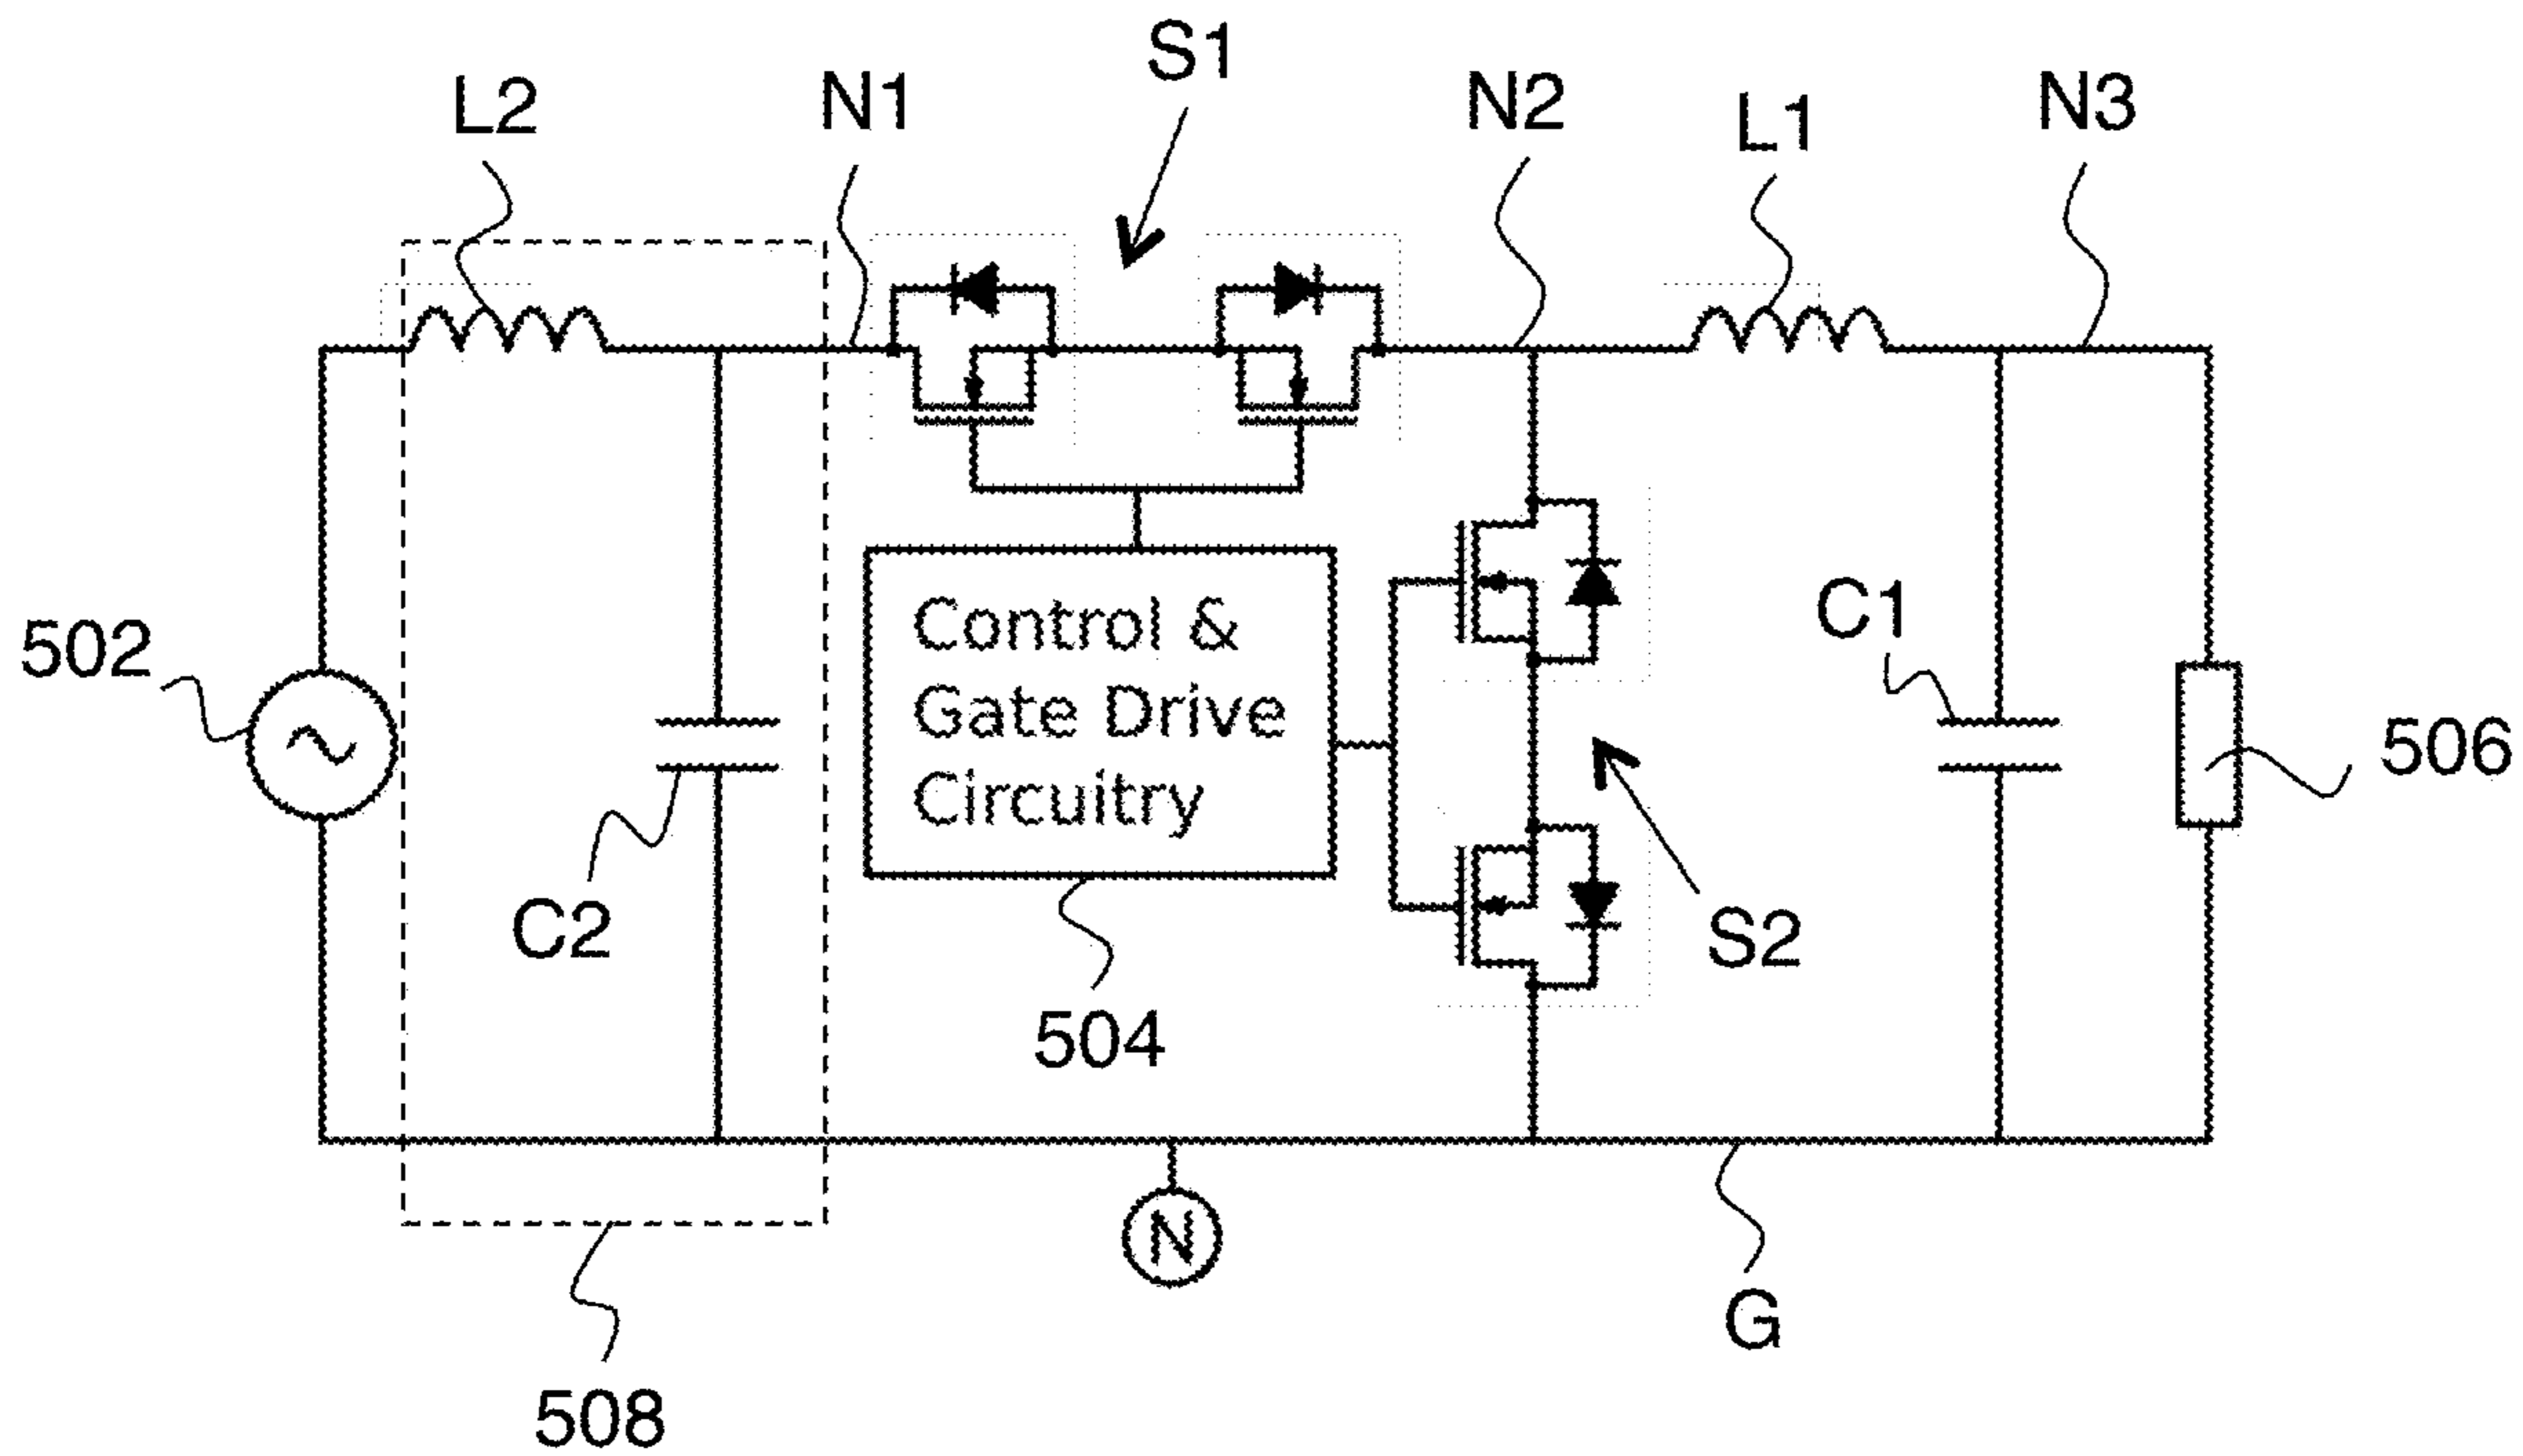 S1
L2
N1
N2
L1
N3
502
Control &
Gate Drive
Circuitry
C1
506
C2
S2
504
N
G
508